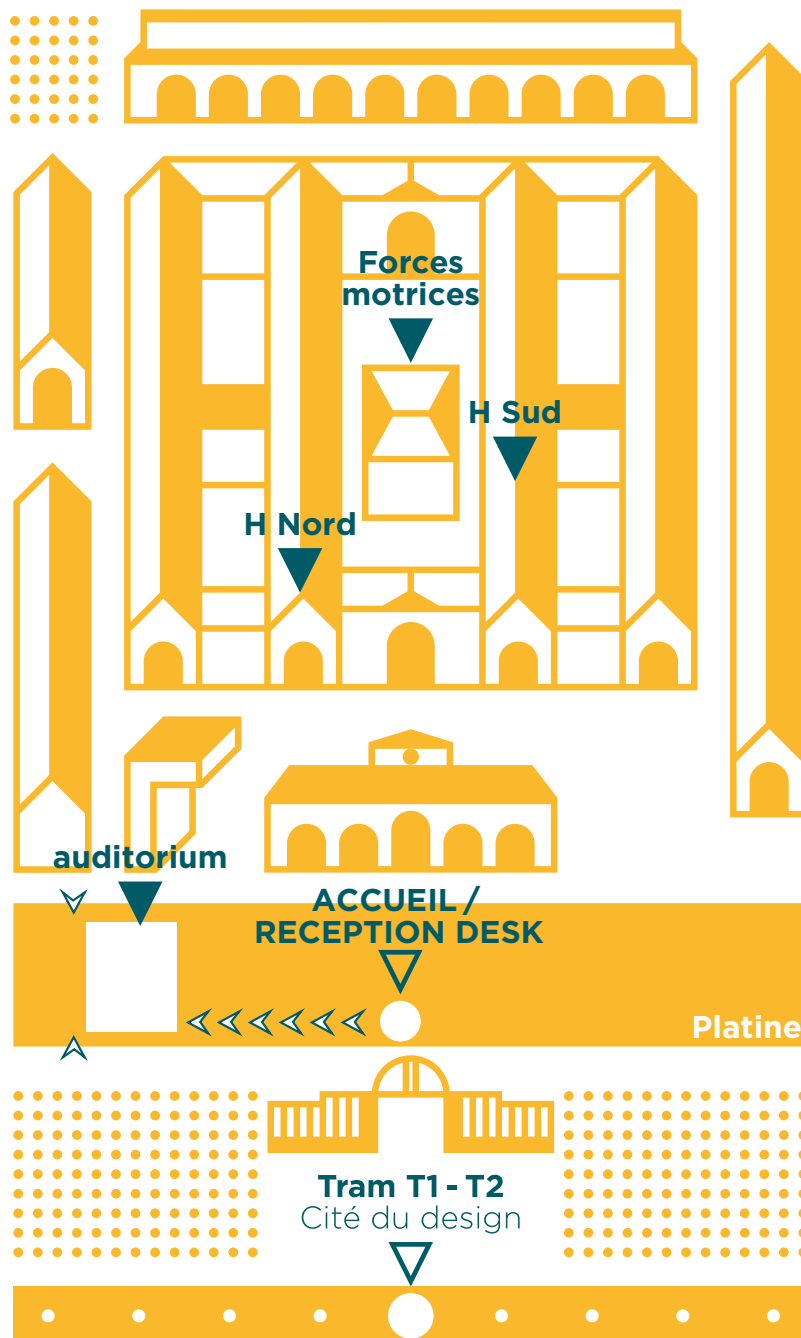 Forces
motrices
H Sud
H Nord
auditorium
ACCUEIL /
RECEPTION DESK
Platine
Tram T1 - T2
Cité du design